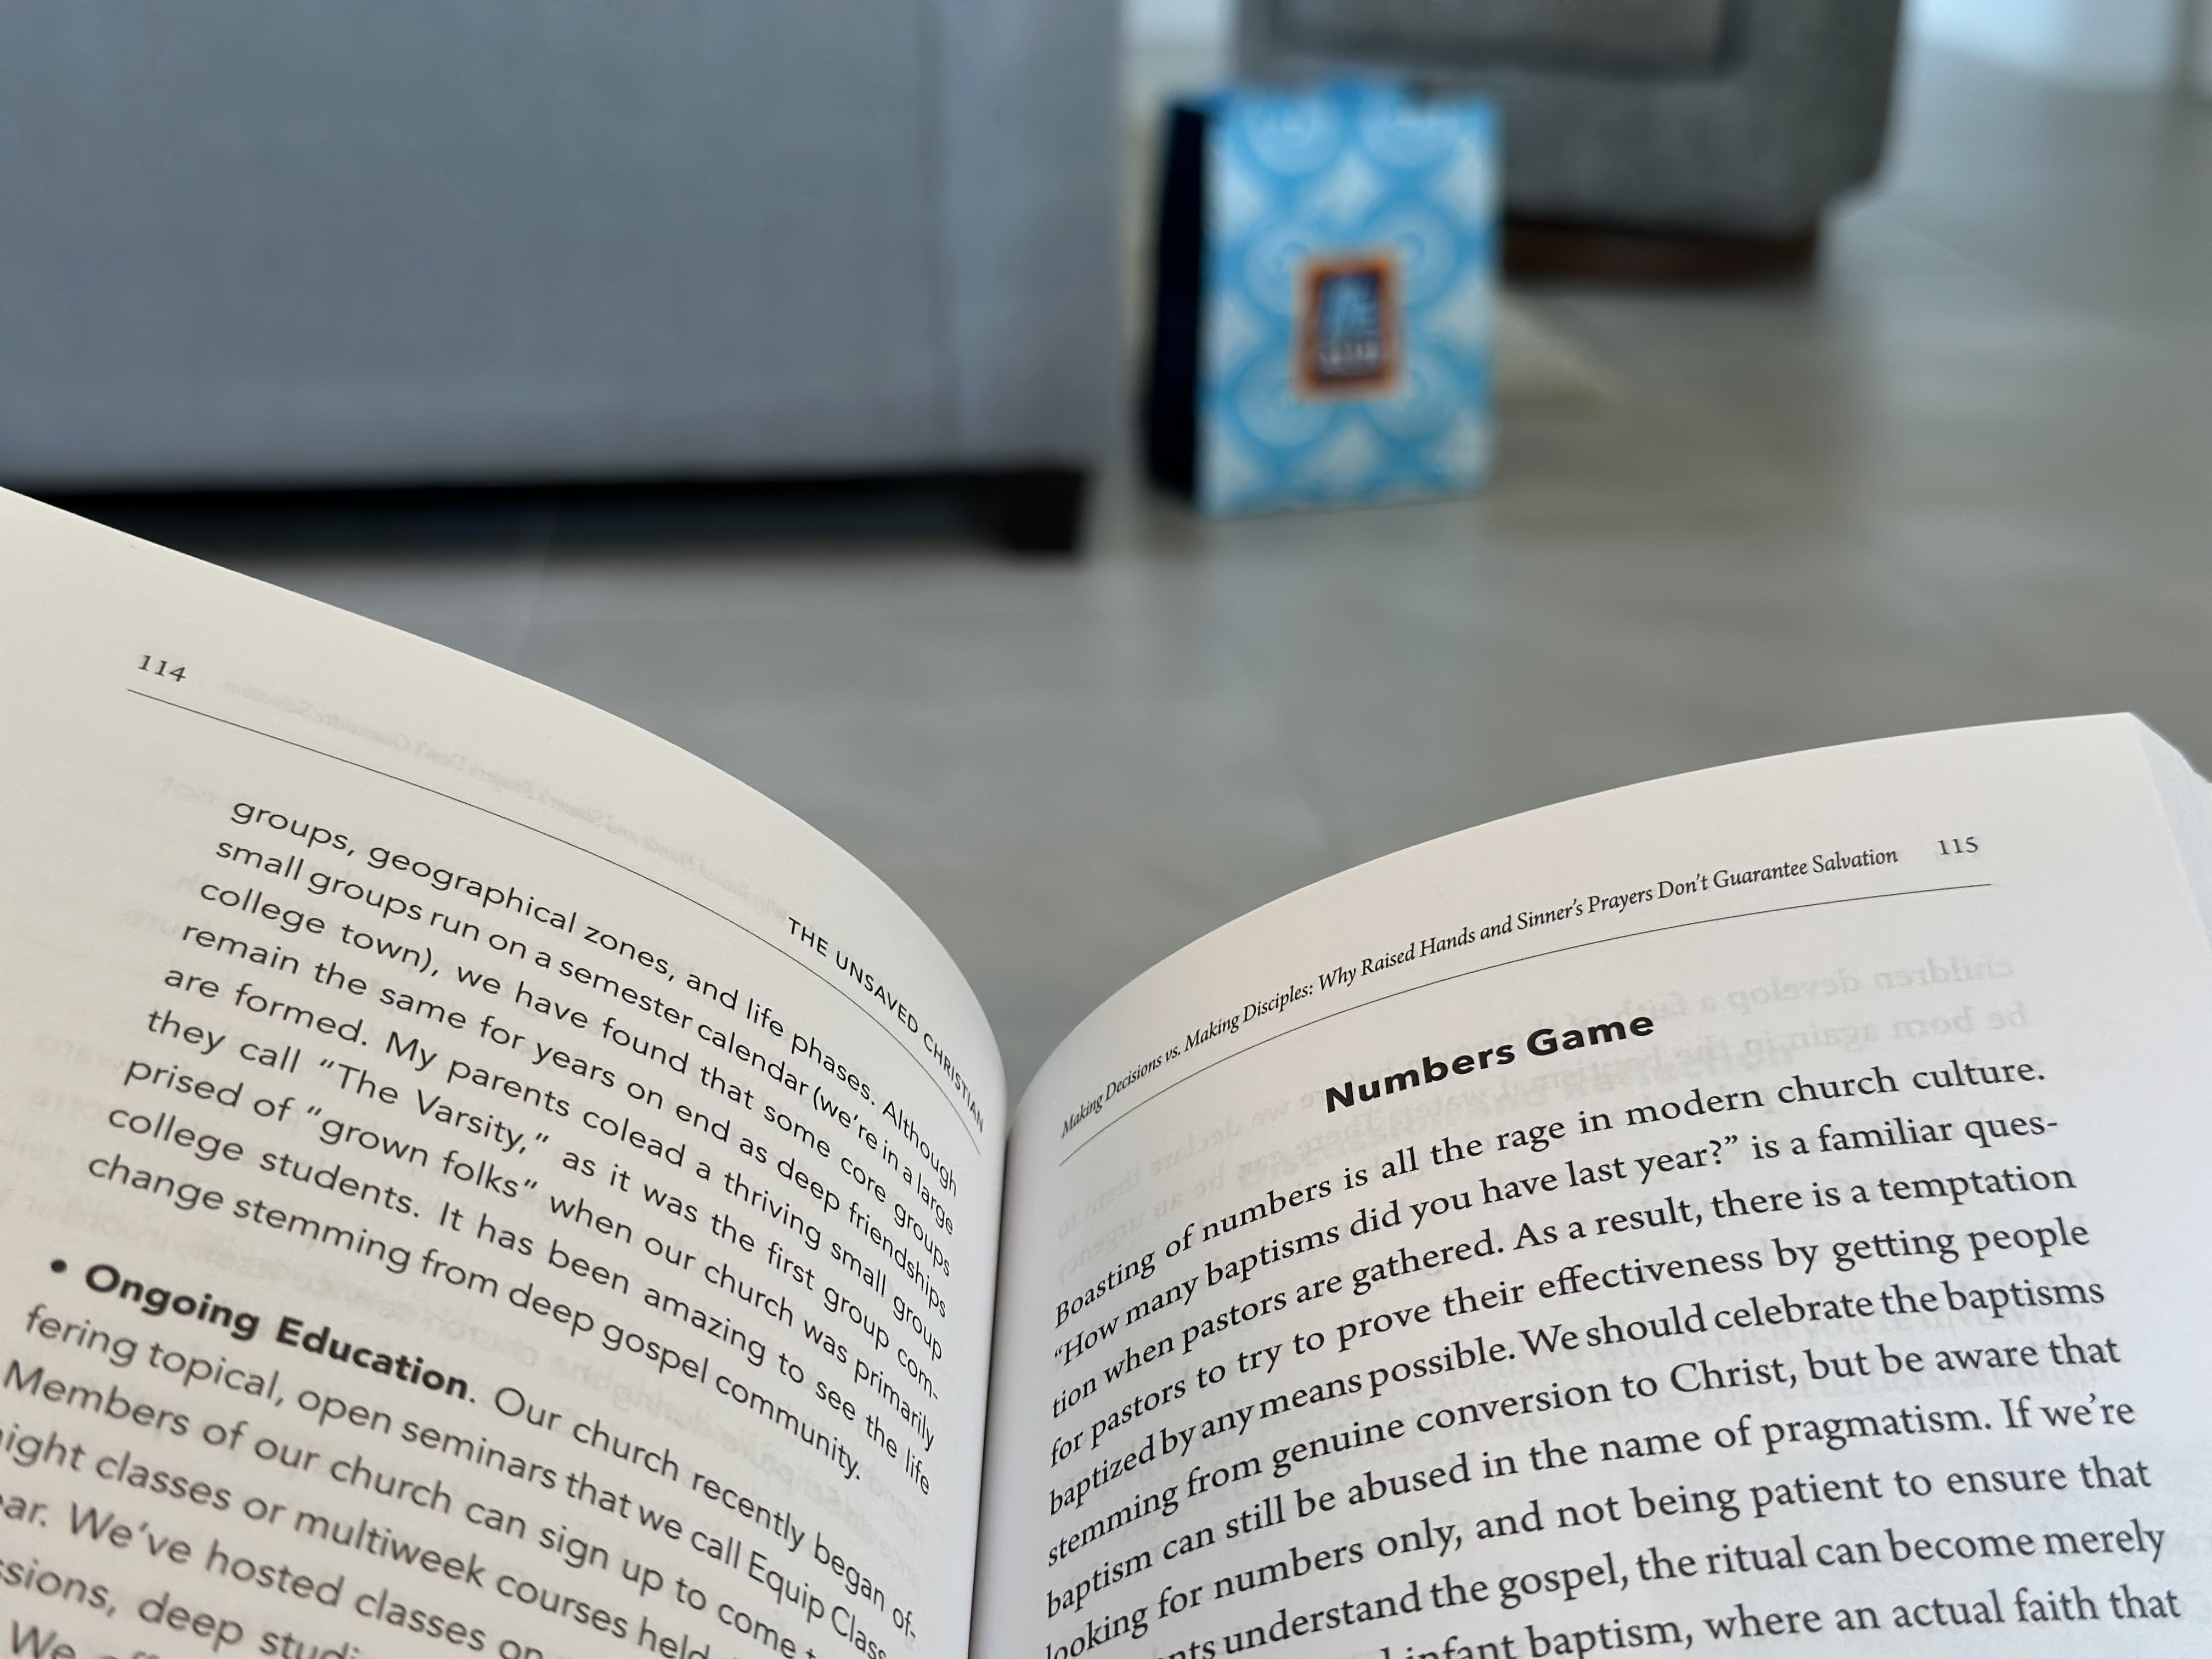 114
THE UNSAVED CHRISTIAN
groups, geographical zones, and life phases. Although
small groups run on a semester calendar (we're in a large
college town), we have found that some core groups
remain the same for years on end as deep friendships
are formed. My parents colead a thriving small group
they call “The Varsity,” as it was the first group com-
prised of “grown folks” when our church was primarily
college students. It has been amazing to see the life
change stemming from deep gospel community.
• Ongoing Education. Our church recently began of-
fering topical, open seminars that we call Equip Class
Members of our church can sign up to come
classes or multiweek courses held
We've hosted classes on
deep
We
Making Decisions vs. Making Disciples: Why Raised Hands and Sinner's Prayers Don't Guarantee Salvation 115
Numbers Game
Boasting of numbers is all the rage in modern church culture.
“How many baptisms did you have last year?” is a familiar ques-
tion when pastors are gathered. As a result, there is a temptation
for pastors to try to prove their effectiveness by getting people
baptized by any means possible. We should celebrate the baptisms
stemming from genuine conversion to Christ, but be aware that
baptism can still be abused in the name of pragmatism. If we're
looking for numbers only, and not being patient to ensure that
understand the gospel, the ritual can become merely
infant baptism, where an actual faith that